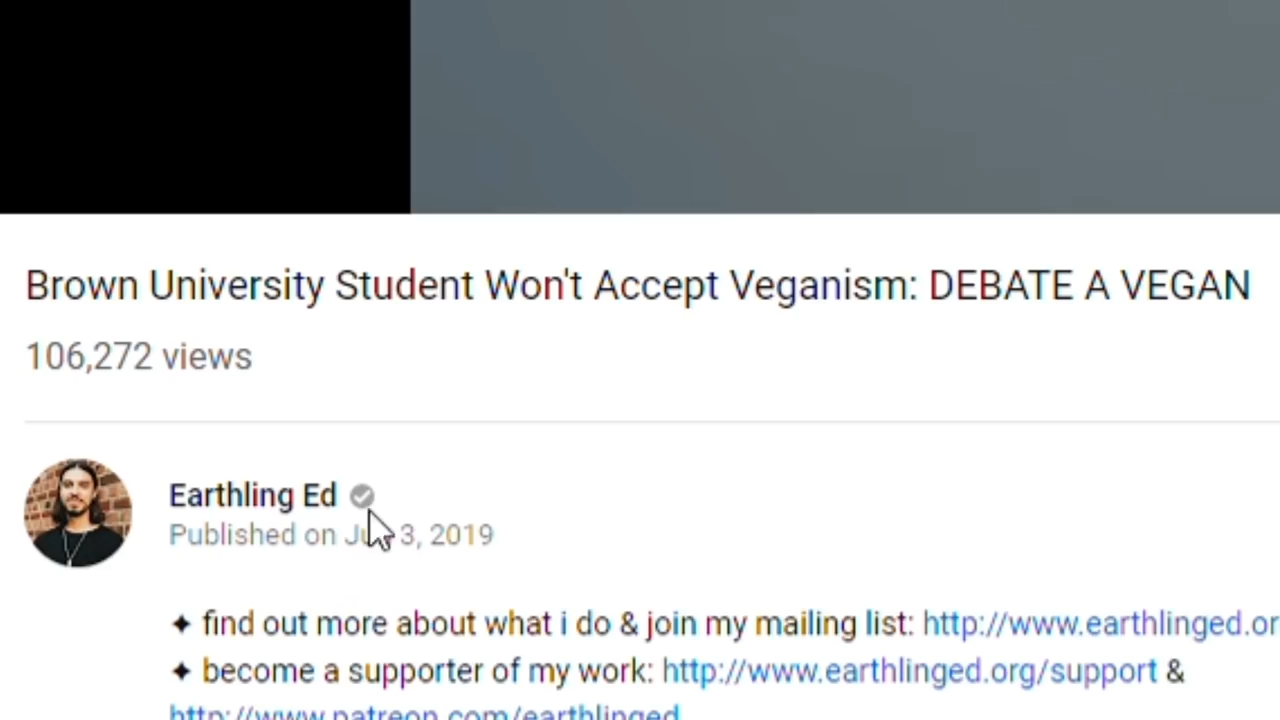 Brown University Student Won't Accept Veganism: DEBATE A VEGAN
106,272 views
Earthling Ed
Published on 3, 2019
✦ find out more about what i do & join my mailing list: http://www.earthlinged.or
✦ become a supporter of my work: http://www.earthlinged.org/support &
http://www.patreon.com/earthlinged